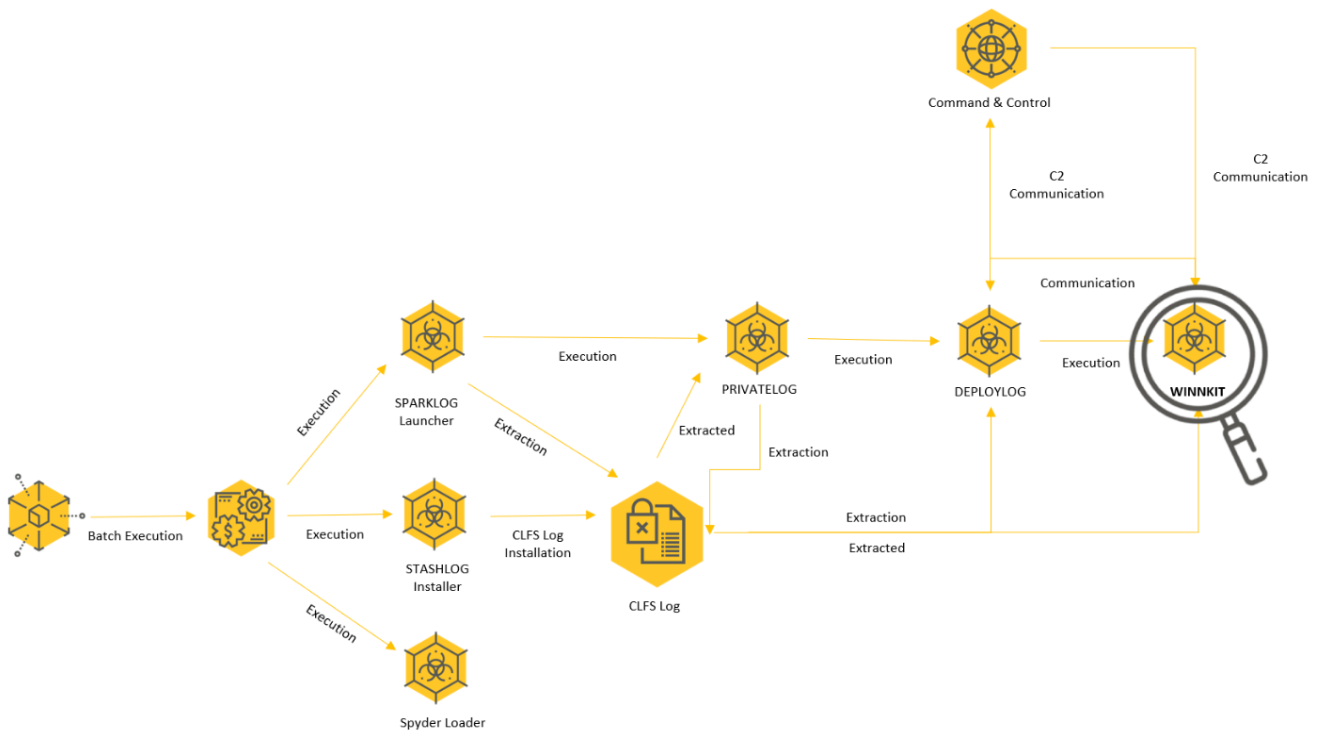 Command & Control
C2
Communication
C2
Communication
Communication
Execution
SPARKLOG
Launcher
Execution
PRIVATELOG
Execution
DEPLOYLOG
Execution
WINNKIT
Extraction
Extracted
Extraction
Batch Execution
Execution
STASHLOG
Installer
CLFS Log
Installation
CLFS Log
Extraction
Extracted
Execution
Spyder Loader